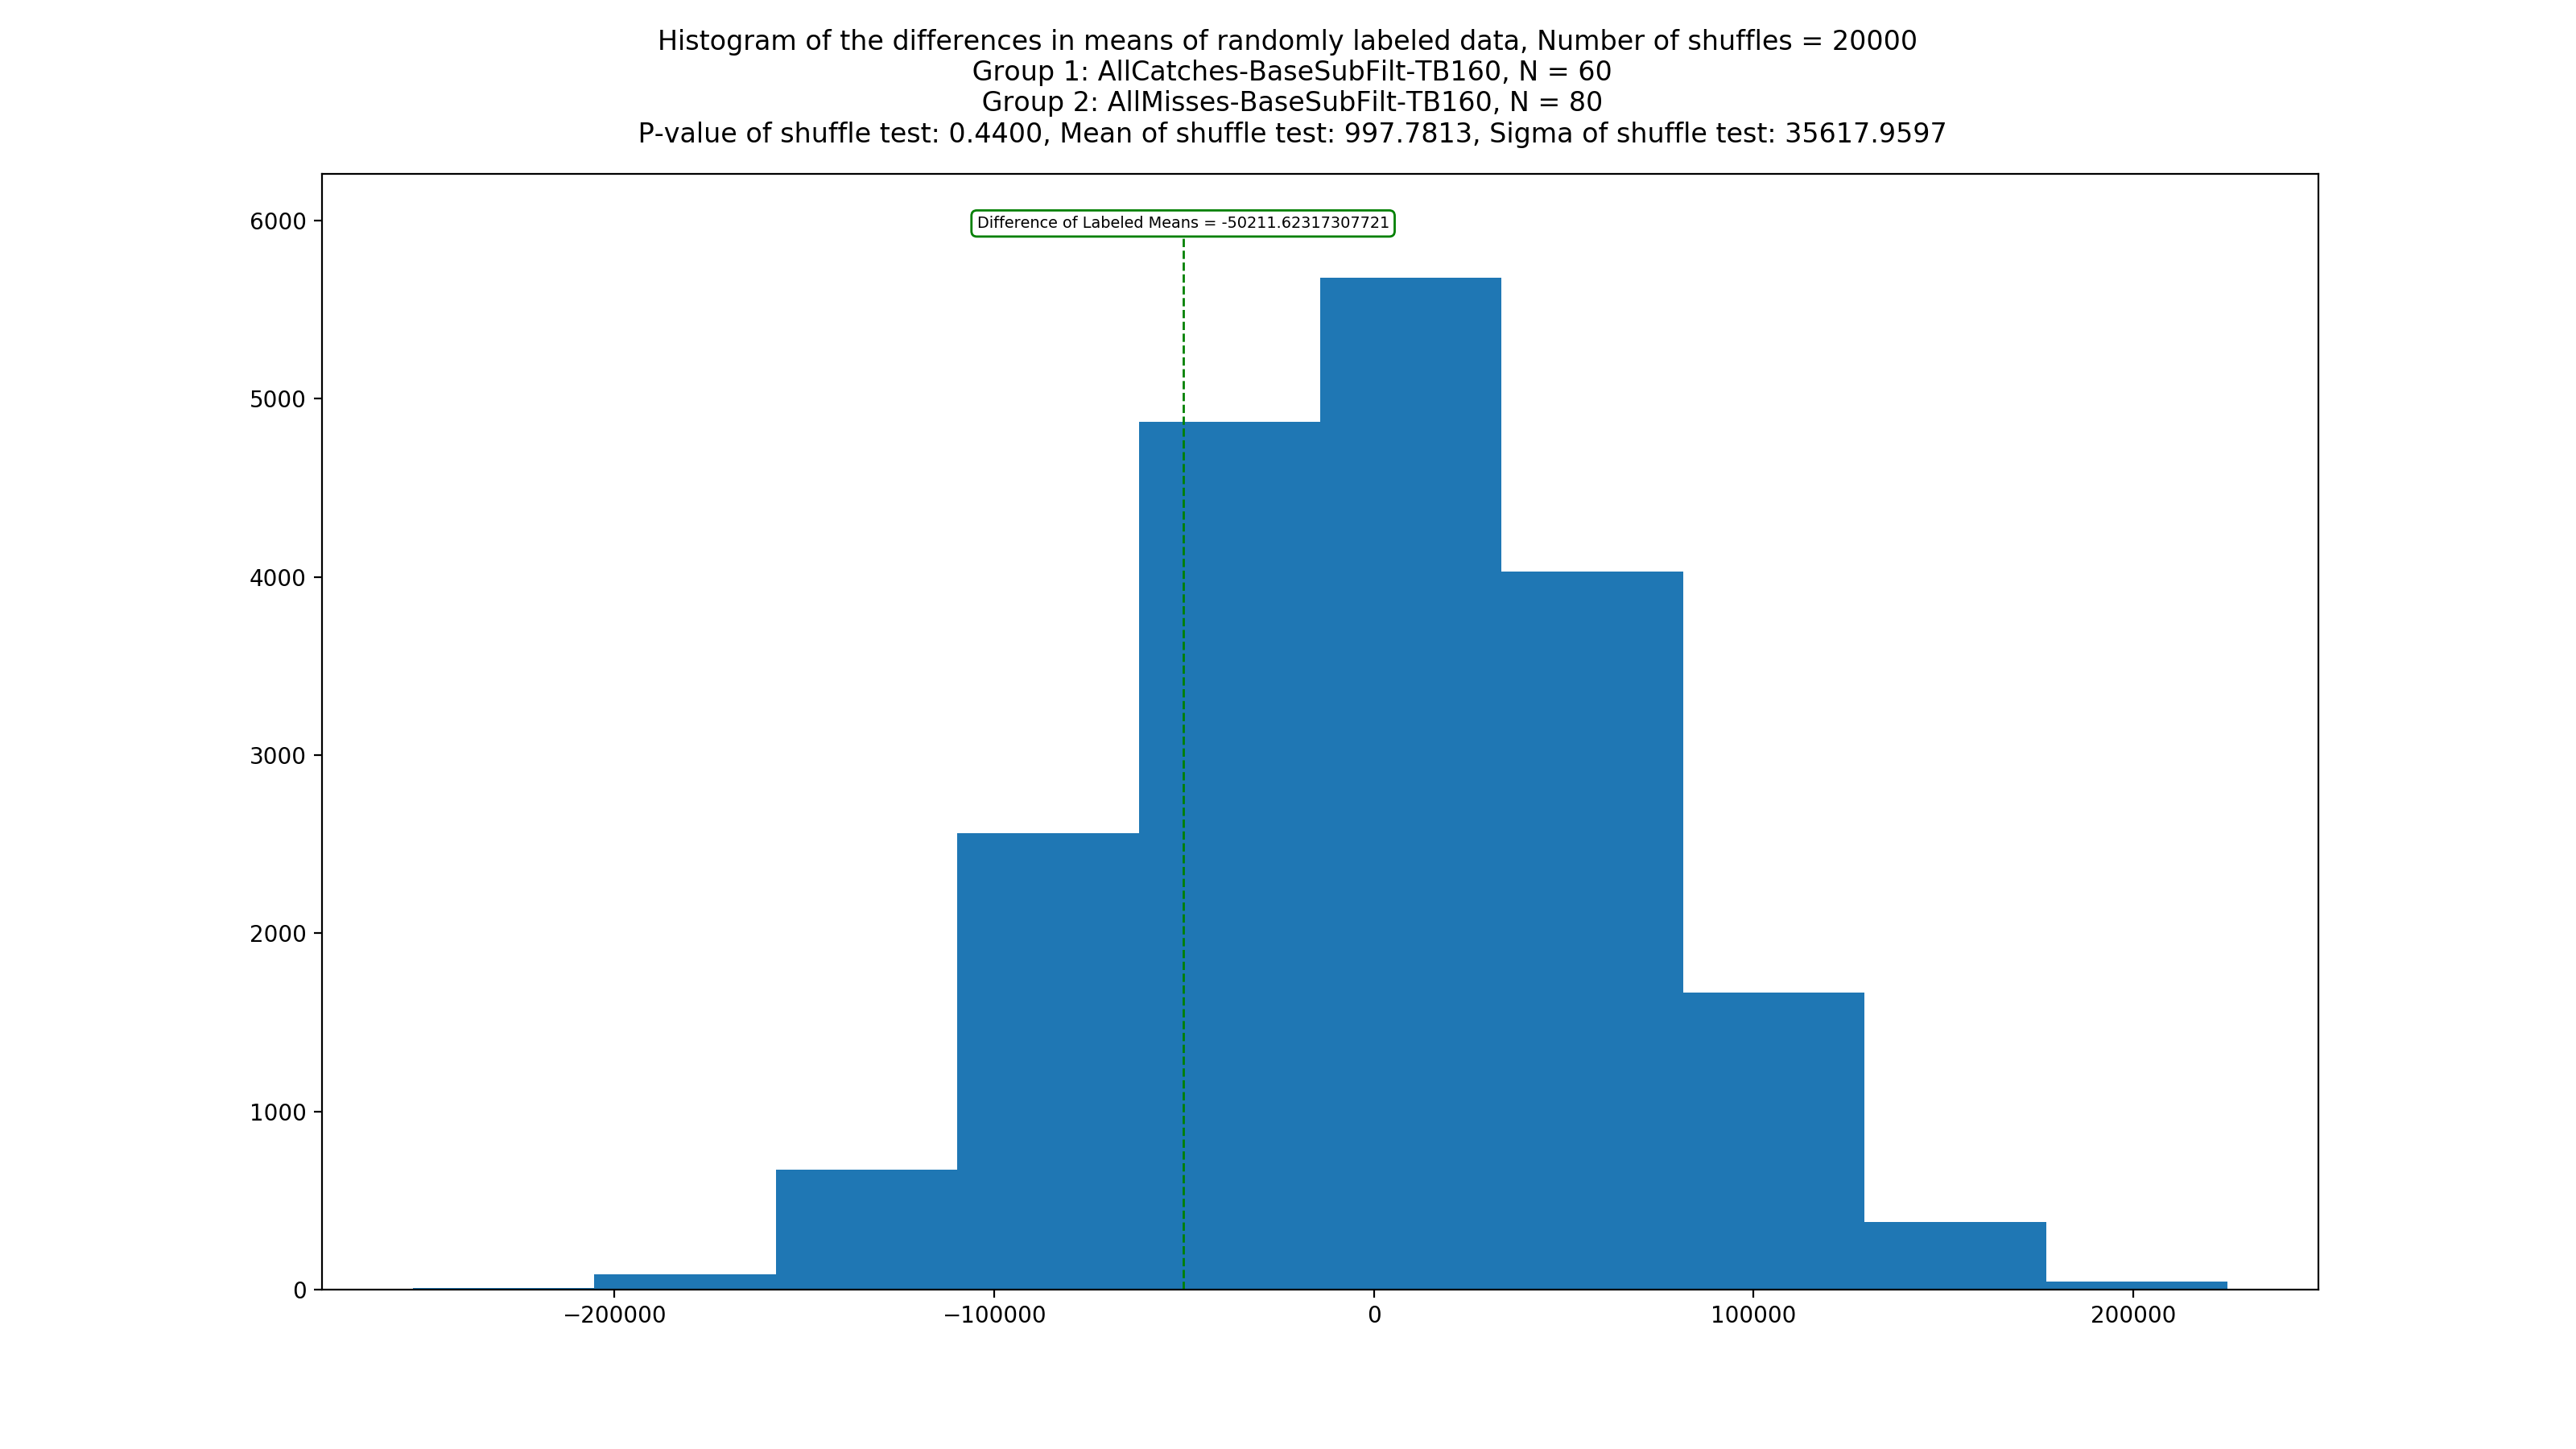 Histogram of the differences in means of randomly labeled data, Number of shuffles = 20000
Group 1: AllCatches-BaseSubFilt-TB160, N = 60
Group 2: AllMisses-BaseSubFilt-TB160, N = 80
P-value of shuffle test: 0.4400, Mean of shuffle test: 997.7813, Sigma of shuffle test: 35617.9597
Difference of Labeled Means = -50211.62317307721
6000
5000
4000
3000
2000
1000
0
−200000
−100000
0
100000
200000